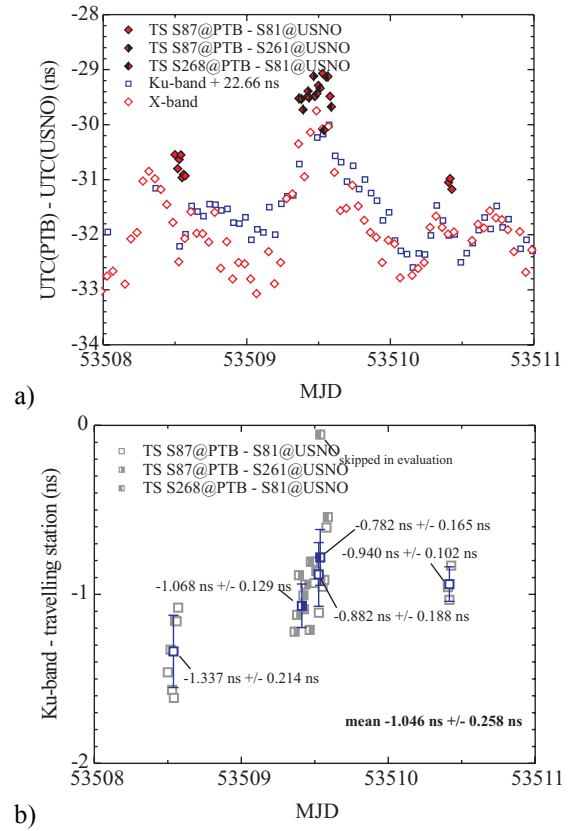 -28
TS S87@PTB - S81@USNO
TS S87@PTB - S261@USNO
TS S268@PTB - S81@USNO
Ku-band + 22.66 ns
X-band
-29
-30
-31
-32
-33
-34
UTC(PTB) - UTC(USNO) (ns)
53508 53509 53510 53511
MJD
a)
0
TS S87@PTB - S81@USNO
TS S87@PTB - S261@USNO
TS S268@PTB - S81@USNO
skipped in evaluation
-0.782 ns +/- 0.165 ns
-0.940 ns +/- 0.102 ns
-1.068 ns +/- 0.129 ns
-1
-0.882 ns +/- 0.188 ns
-1.337 ns +/- 0.214 ns
mean -1.046 ns +/- 0.258 ns
-2
Ku-band - travelling station (ns)
53508 53509 53510 53511
MJD
b)